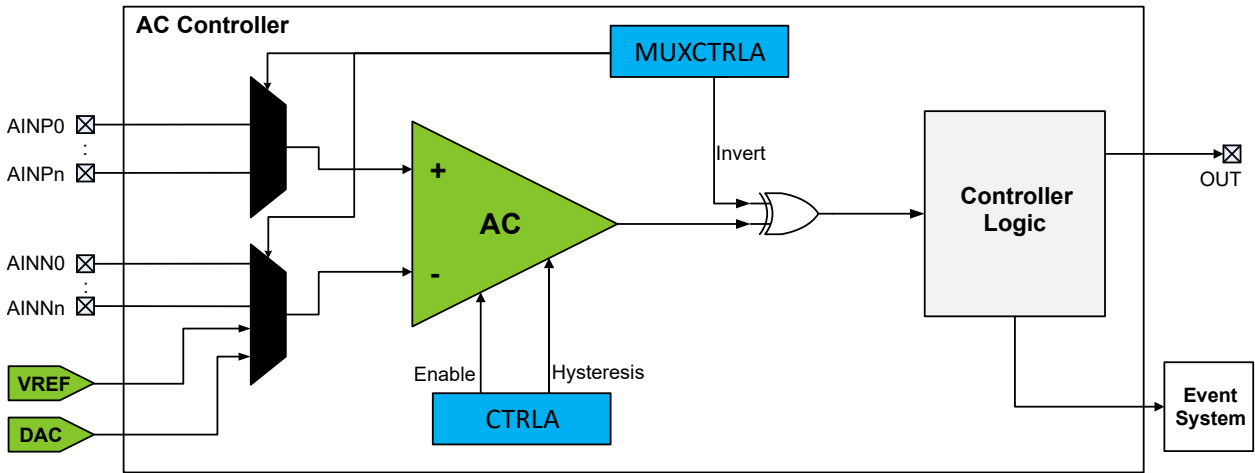 AC Controller
MUXCTRLA
AINP0
:
AINPn
Invert
OUT
+
AC
-
Controller
Logic
AINN0
:
AINNn
VREF
DAC
Enable
Hysteresis
CTRLA
Event
System